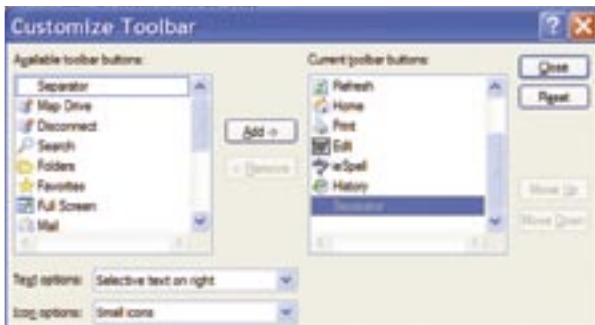 Customize Toolbar
Available toolbar buttons:
Separator
Map Drive
Disconnect
Search
Folders
Favorites
Full Screen
Mail
Add ->
<- Remove
Current toolbar buttons:
Refresh
Home
Print
Edit
ieSpell
History
Separator
Close
Reset
Move Up
Move Down
Text options: Selective text on right
Icon options: Small icons